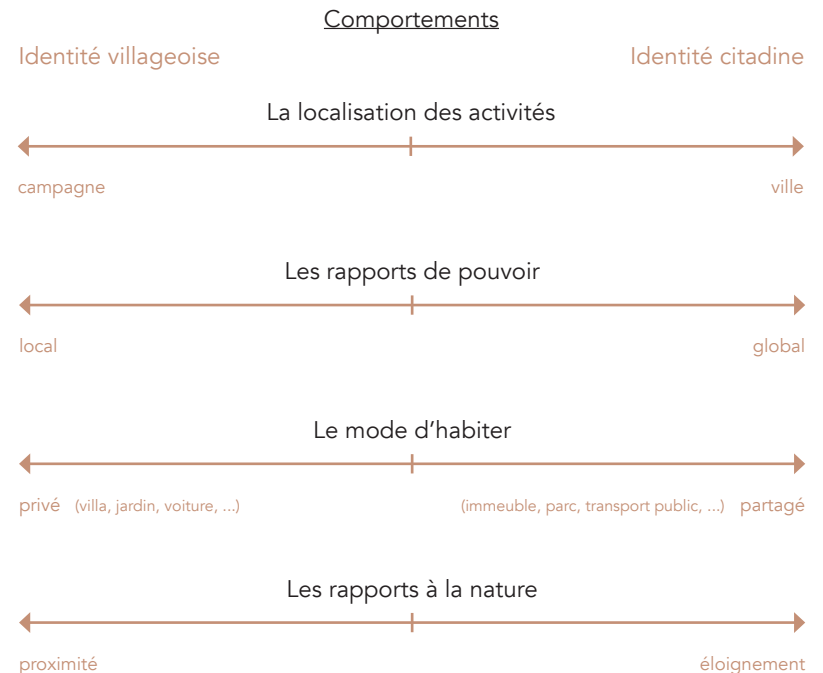 Comportements
Identité villageoise Identité citadine
La localisation des activités
campagne ville
Les rapports de pouvoir
local global
Le mode d’habiter
privé (villa, jardin, voiture, ...) (immeuble, parc, transport public, ...) partagé
Les rapports à la nature
proximité éloignement